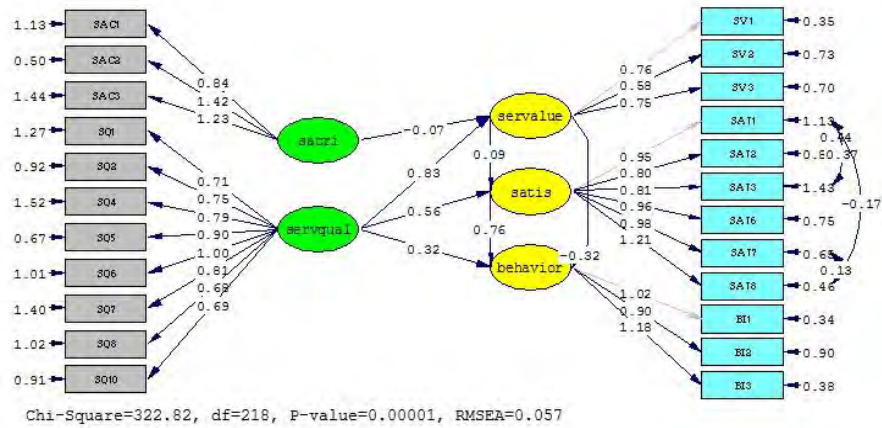 1.13 SAC1
0.50 SAC2
1.44 SAC3
1.27 SQ1
0.92 SQ2
1.52 SQ4
0.67 SQ5
1.01 SQ6
1.40 SQ7
1.02 SQ8
0.91 SQ10
0.84
1.42
1.23
0.71
0.75
0.79
0.90
1.00
0.81
0.68
0.69
sacri
servqual
-0.07
0.83
0.56
0.32
servalue
0.09
satis
0.76
behavior
-0.32
0.76
0.58
0.75
0.95
0.80
0.81
0.96
0.98
1.21
1.02
0.90
1.18
SV1 0.35
SV2 0.73
SV3 0.70
SAT1 1.13
SAT2
SAT3 1.43
SAT6 0.75
SAT7
SAT8 0.46
BI1 0.34
BI2 0.90
BI3 0.38
0.37
-0.17
0.13
Chi-Square=322.82, df=218, P-value=0.00001, RMSEA=0.057